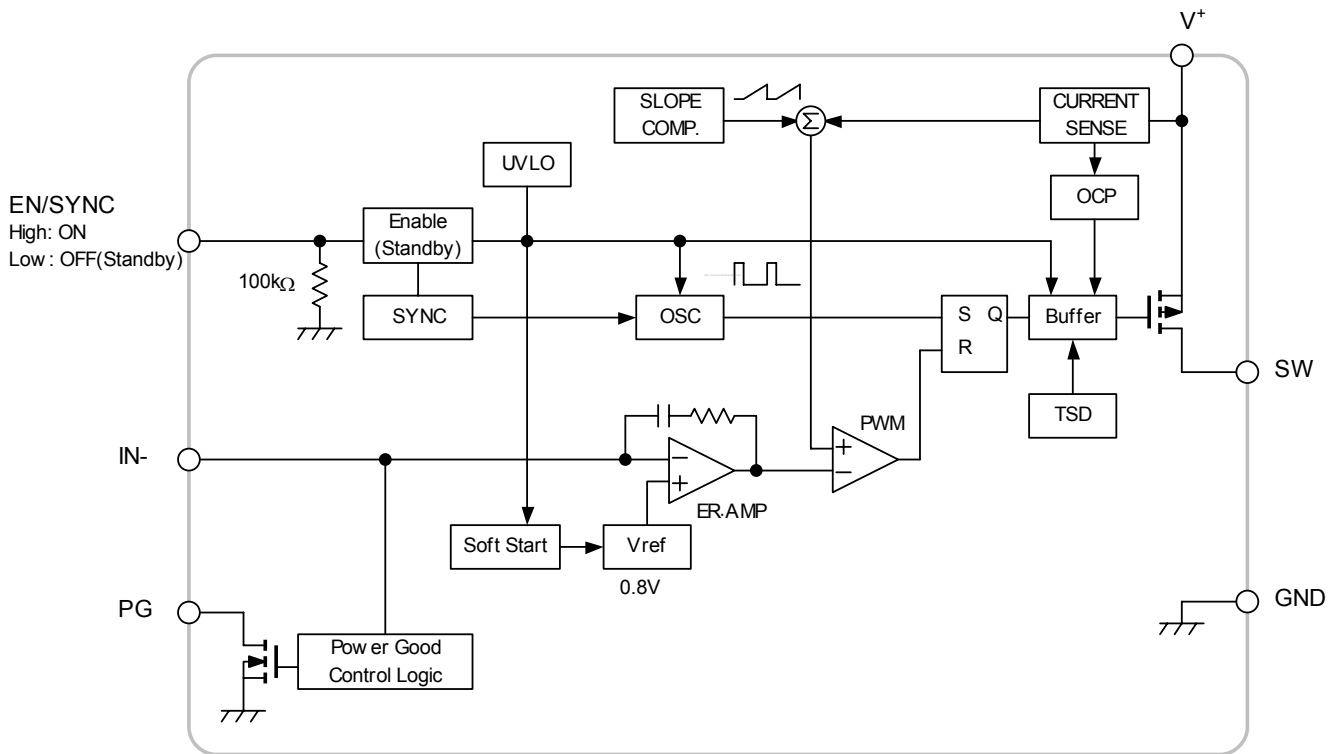 V+
SLOPE
COMP.
Σ
CURRENT
SENSE
UVLO
OCP
EN/SYNC
High: ON
Low : OFF(Standby)
Enable
(Standby)
100kΩ
SYNC
OSC
S Q
R
Buffer
SW
TSD
PWM
IN-
−
+
ER.AMP
+
−
Soft Start
Vref
0.8V
PG
Power Good
Control Logic
GND